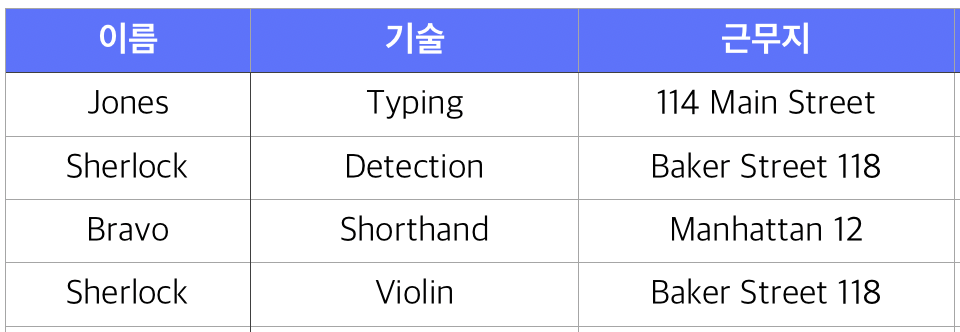 이름 기술 근무지
Jones Typing 114 Main Street
Sherlock Detection Baker Street 118
Bravo Shorthand Manhattan 12
Sherlock Violin Baker Street 118